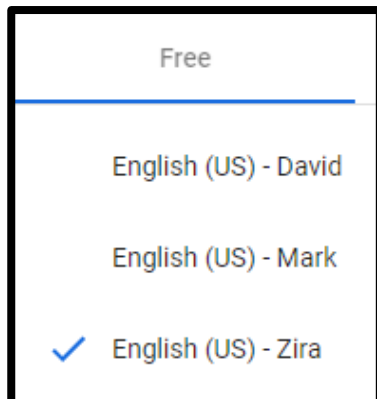 Free
English (US) - David
English (US) - Mark
English (US) - Zira